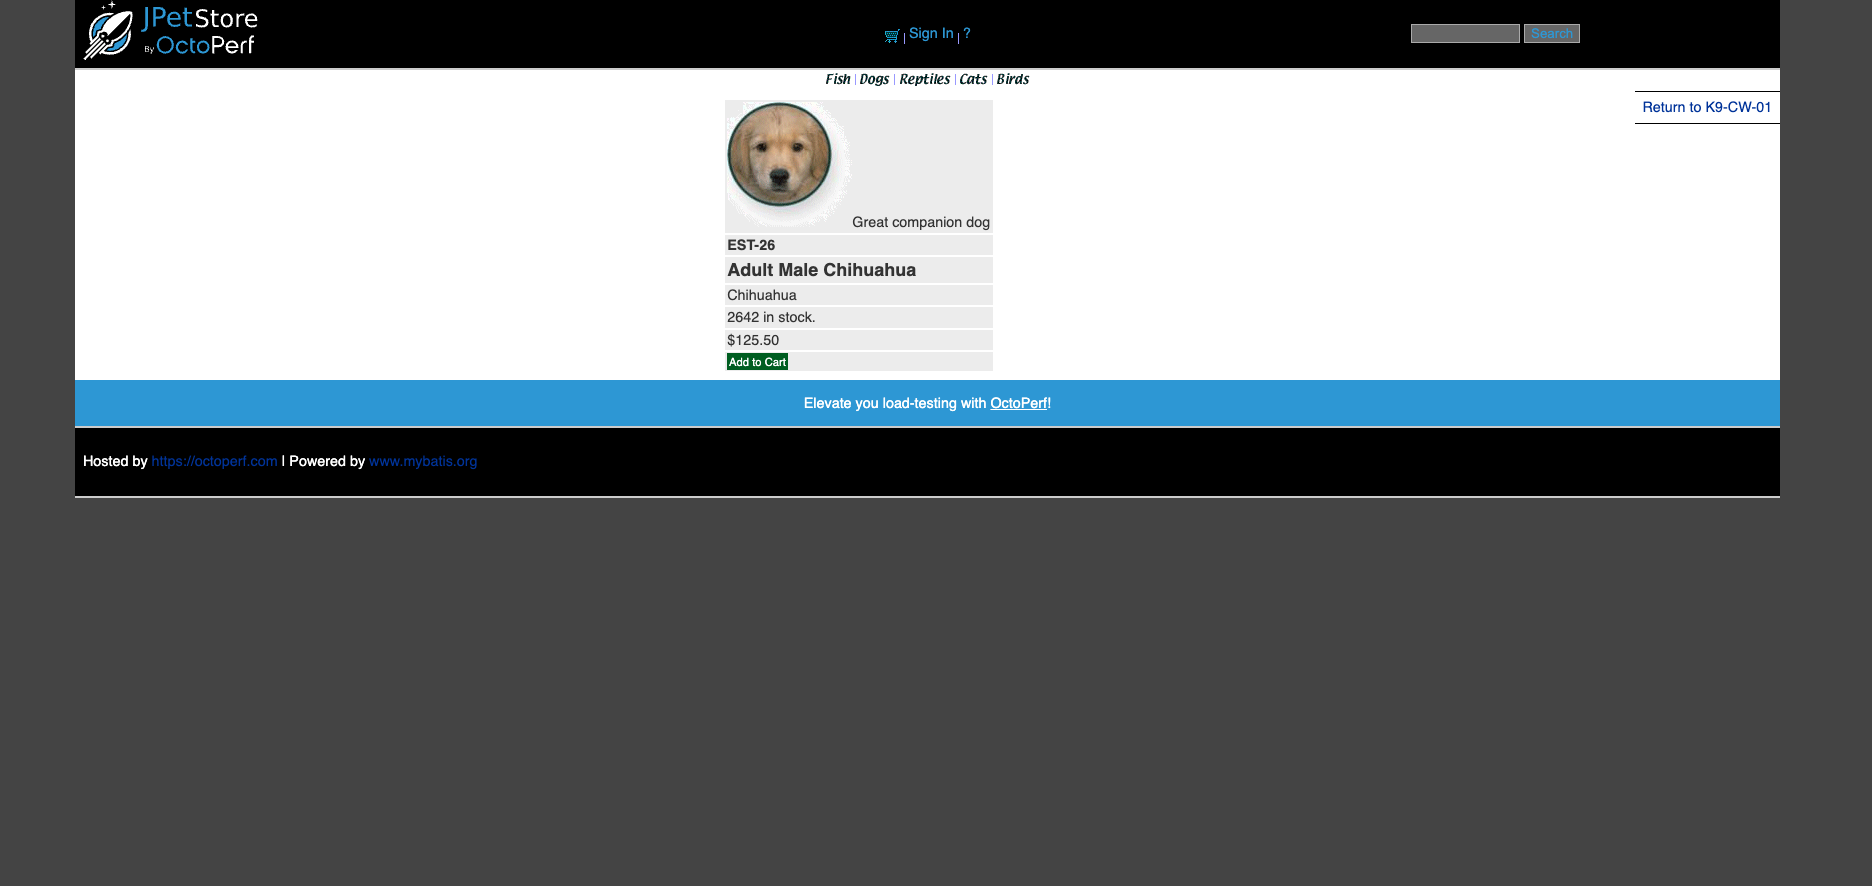 JPetStore
By OctoPerf
Sign In ?
Search
Fish Dogs Reptiles Cats Birds
Return to K9-CW-01
Great companion dog
EST-26
Adult Male Chihuahua
Chihuahua
2642 in stock.
$125.50
Add to Cart
Elevate you load-testing with OctoPerf!
Hosted by https://octoperf.com | Powered by www.mybatis.org